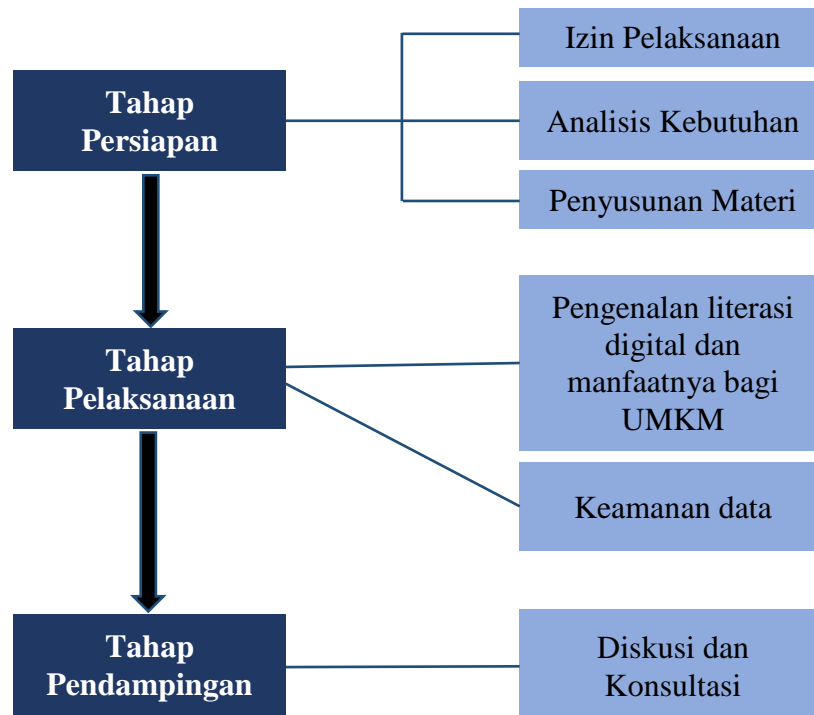 Tahap
Persiapan
Izin Pelaksanaan
Analisis Kebutuhan
Penyusunan Materi
Tahap
Pelaksanaan
Pengenalan literasi
digital dan
manfaatnya bagi
UMKM
Keamanan data
Tahap
Pendampingan
Diskusi dan
Konsultasi